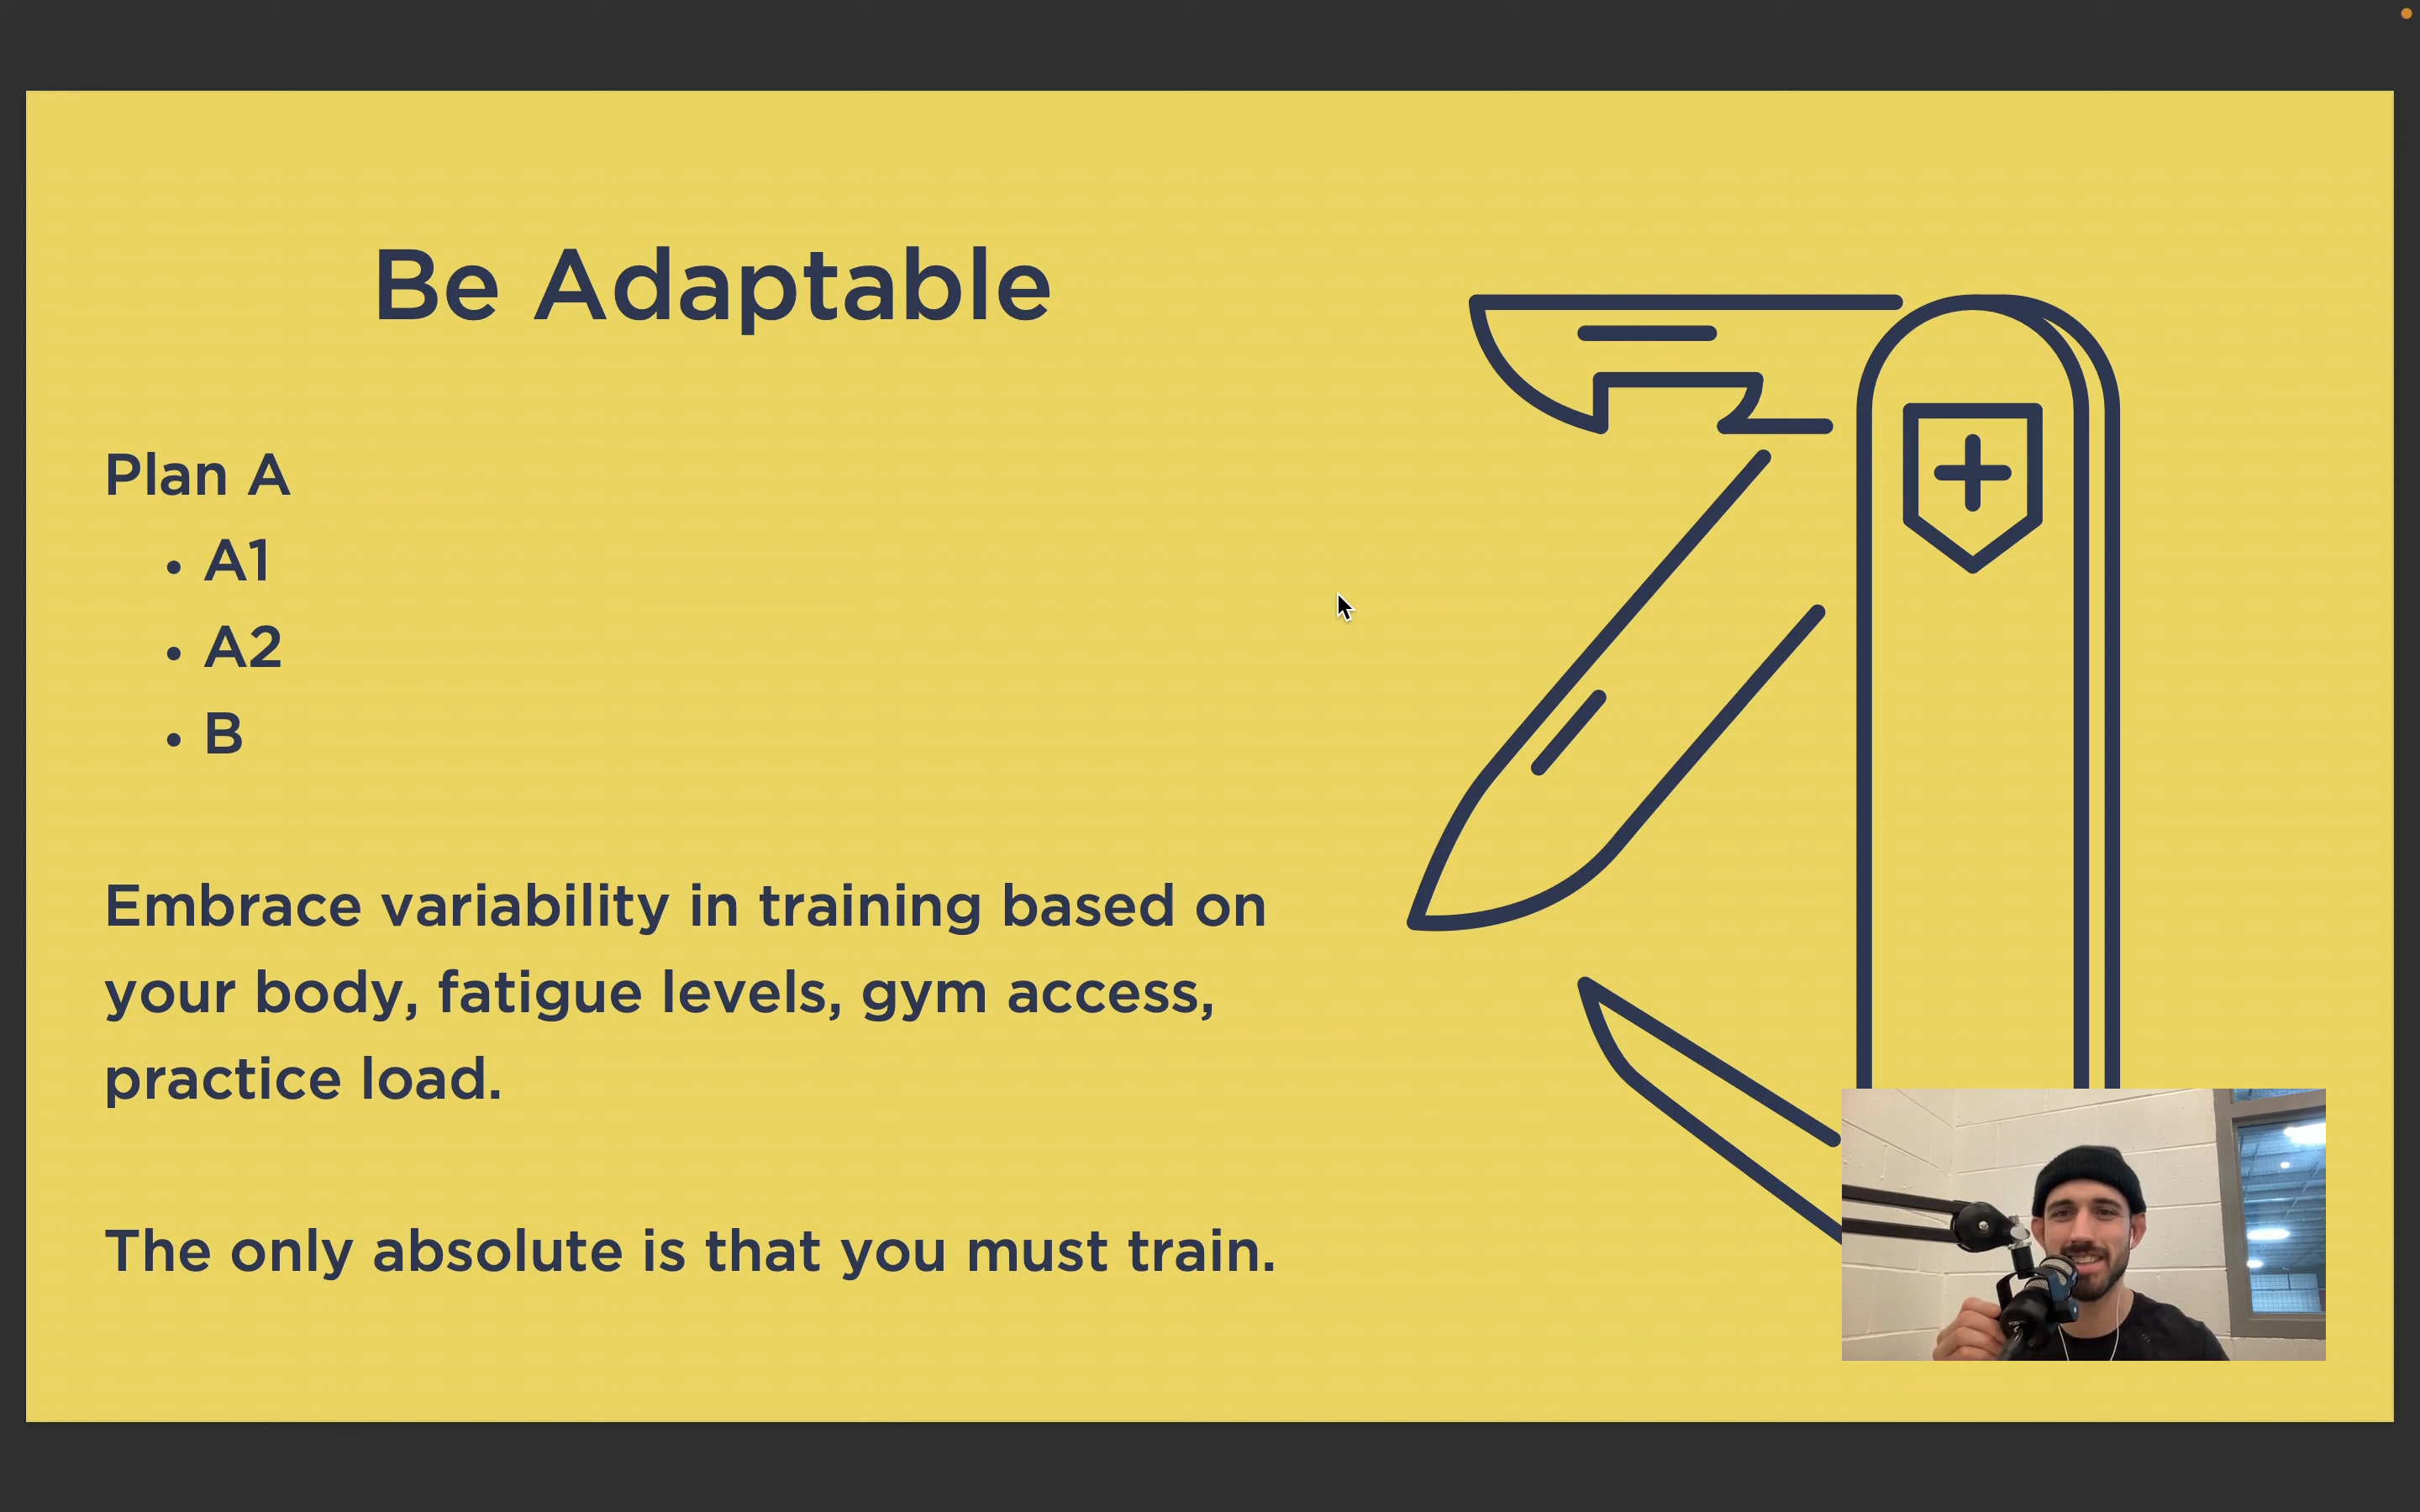 Be Adaptable
Plan A
• A1
• A2
• B
Embrace variability in training based on
your body, fatigue levels, gym access,
practice load.
The only absolute is that you must train.